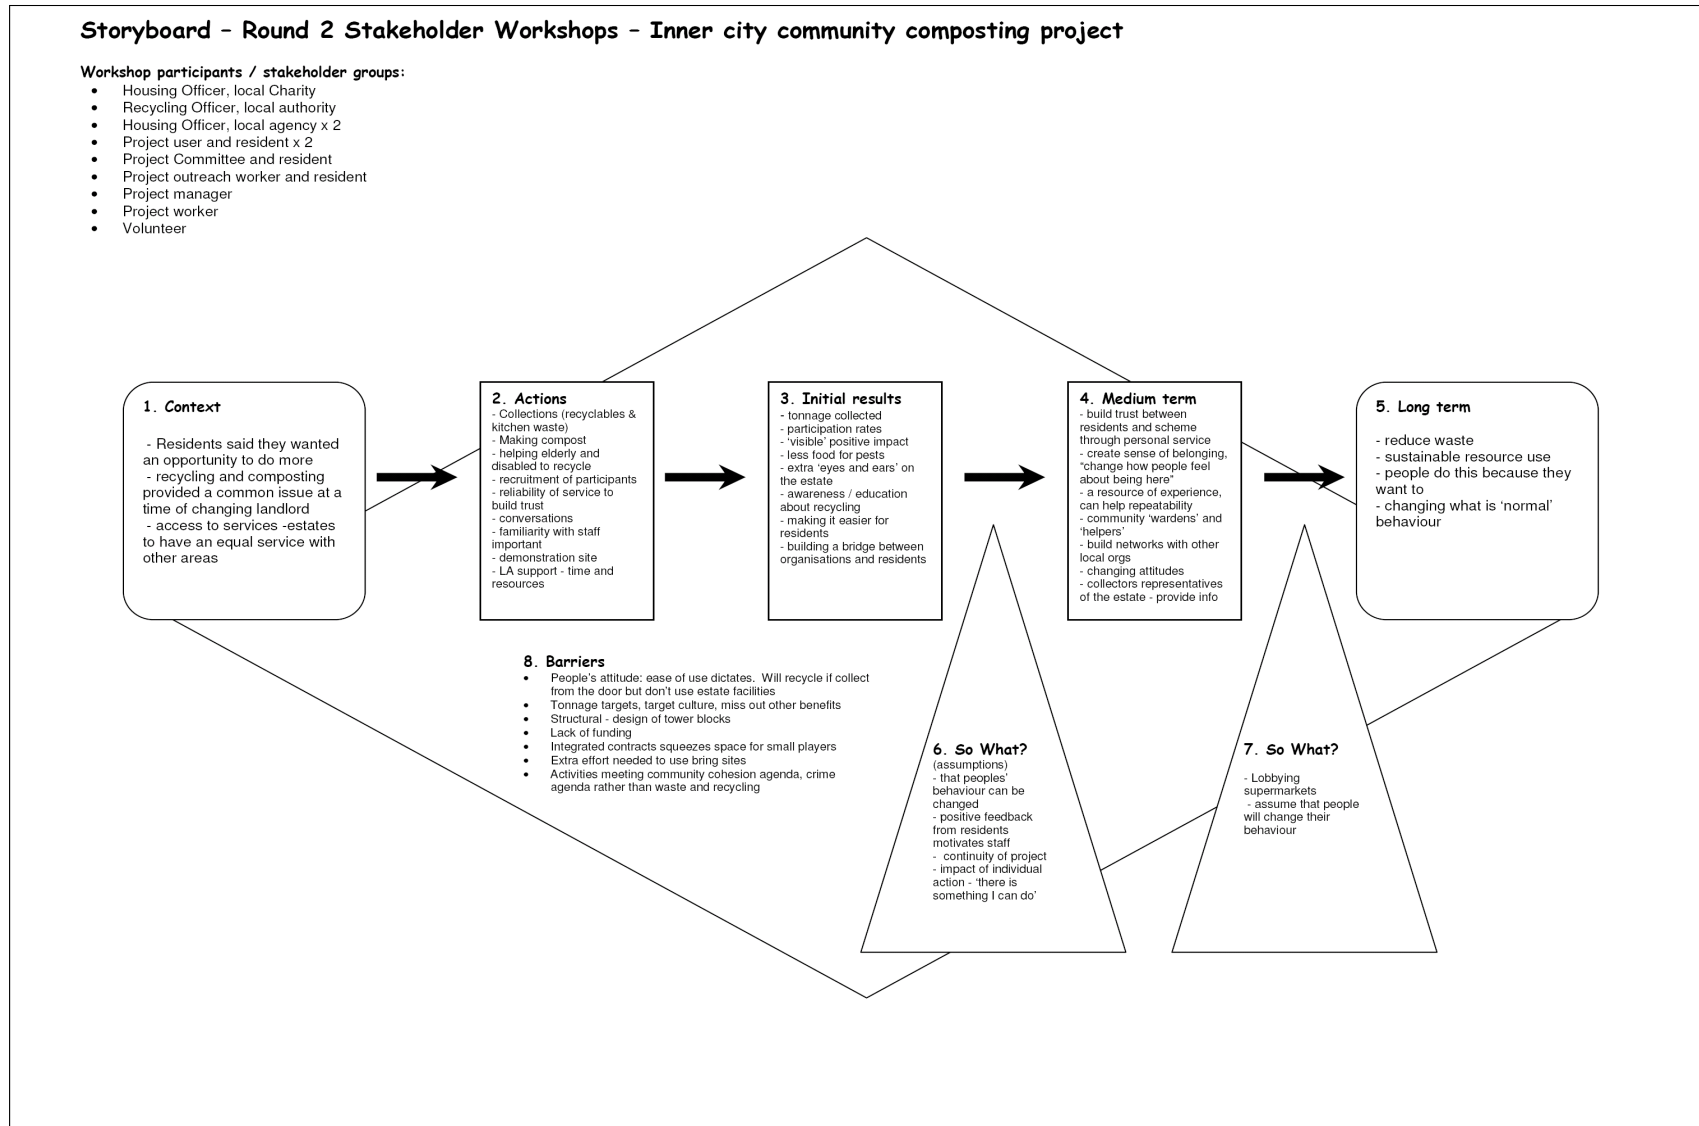 Storyboard – Round 2 Stakeholder Workshops – Inner city community composting project
Workshop participants / stakeholder groups:
• Housing Officer, local Charity
• Recycling Officer, local authority
• Housing Officer, local agency x 2
• Project user and resident x 2
• Project Committee and resident
• Project outreach worker and resident
• Project manager
• Project worker
• Volunteer
1. Context
- Residents said they wanted
an opportunity to do more
- recycling and composting
provided a common issue at a
time of changing landlord
- access to services -estates
to have an equal service with
other areas
2. Actions
- Collections (recyclables &
kitchen waste)
- Making compost
- helping elderly and
disabled to recycle
- recruitment of participants
- reliability of service to
build trust
- conversations
- familiarity with staff
important
- demonstration site
- LA support - time and
resources
3. Initial results
- tonnage collected
- participation rates
- ‘visible’ positive impact
- less food for pests
- extra ‘eyes and ears’ on
the estate
- awareness / education
about recycling
- making it easier for
residents
- building a bridge between
organisations and residents
4. Medium term
- build trust between
residents and scheme
through personal service
- create sense of belonging,
“change how people feel
about being here”
- a resource of experience,
can help repeatability
- community ‘wardens’ and
‘helpers’
- build networks with other
local orgs
- changing attitudes
- collectors representatives
of the estate - provide info
5. Long term
- reduce waste
- sustainable resource use
- people do this because they
want to
- changing what is ‘normal’
behaviour
8. Barriers
• People’s attitude: ease of use dictates. Will recycle if collect
from the door but don’t use estate facilities
• Tonnage targets, target culture, miss out other benefits
• Structural - design of tower blocks
• Lack of funding
• Integrated contracts squeezes space for small players
• Extra effort needed to use bring sites
• Activities meeting community cohesion agenda, crime
agenda rather than waste and recycling
6. So What?
(assumptions)
- that peoples’
behaviour can be
changed
- positive feedback
from residents
motivates staff
- continuity of project
- impact of individual
action - ‘there is
something I can do’
7. So What?
- Lobbying
supermarkets
- assume that people
will change their
behaviour